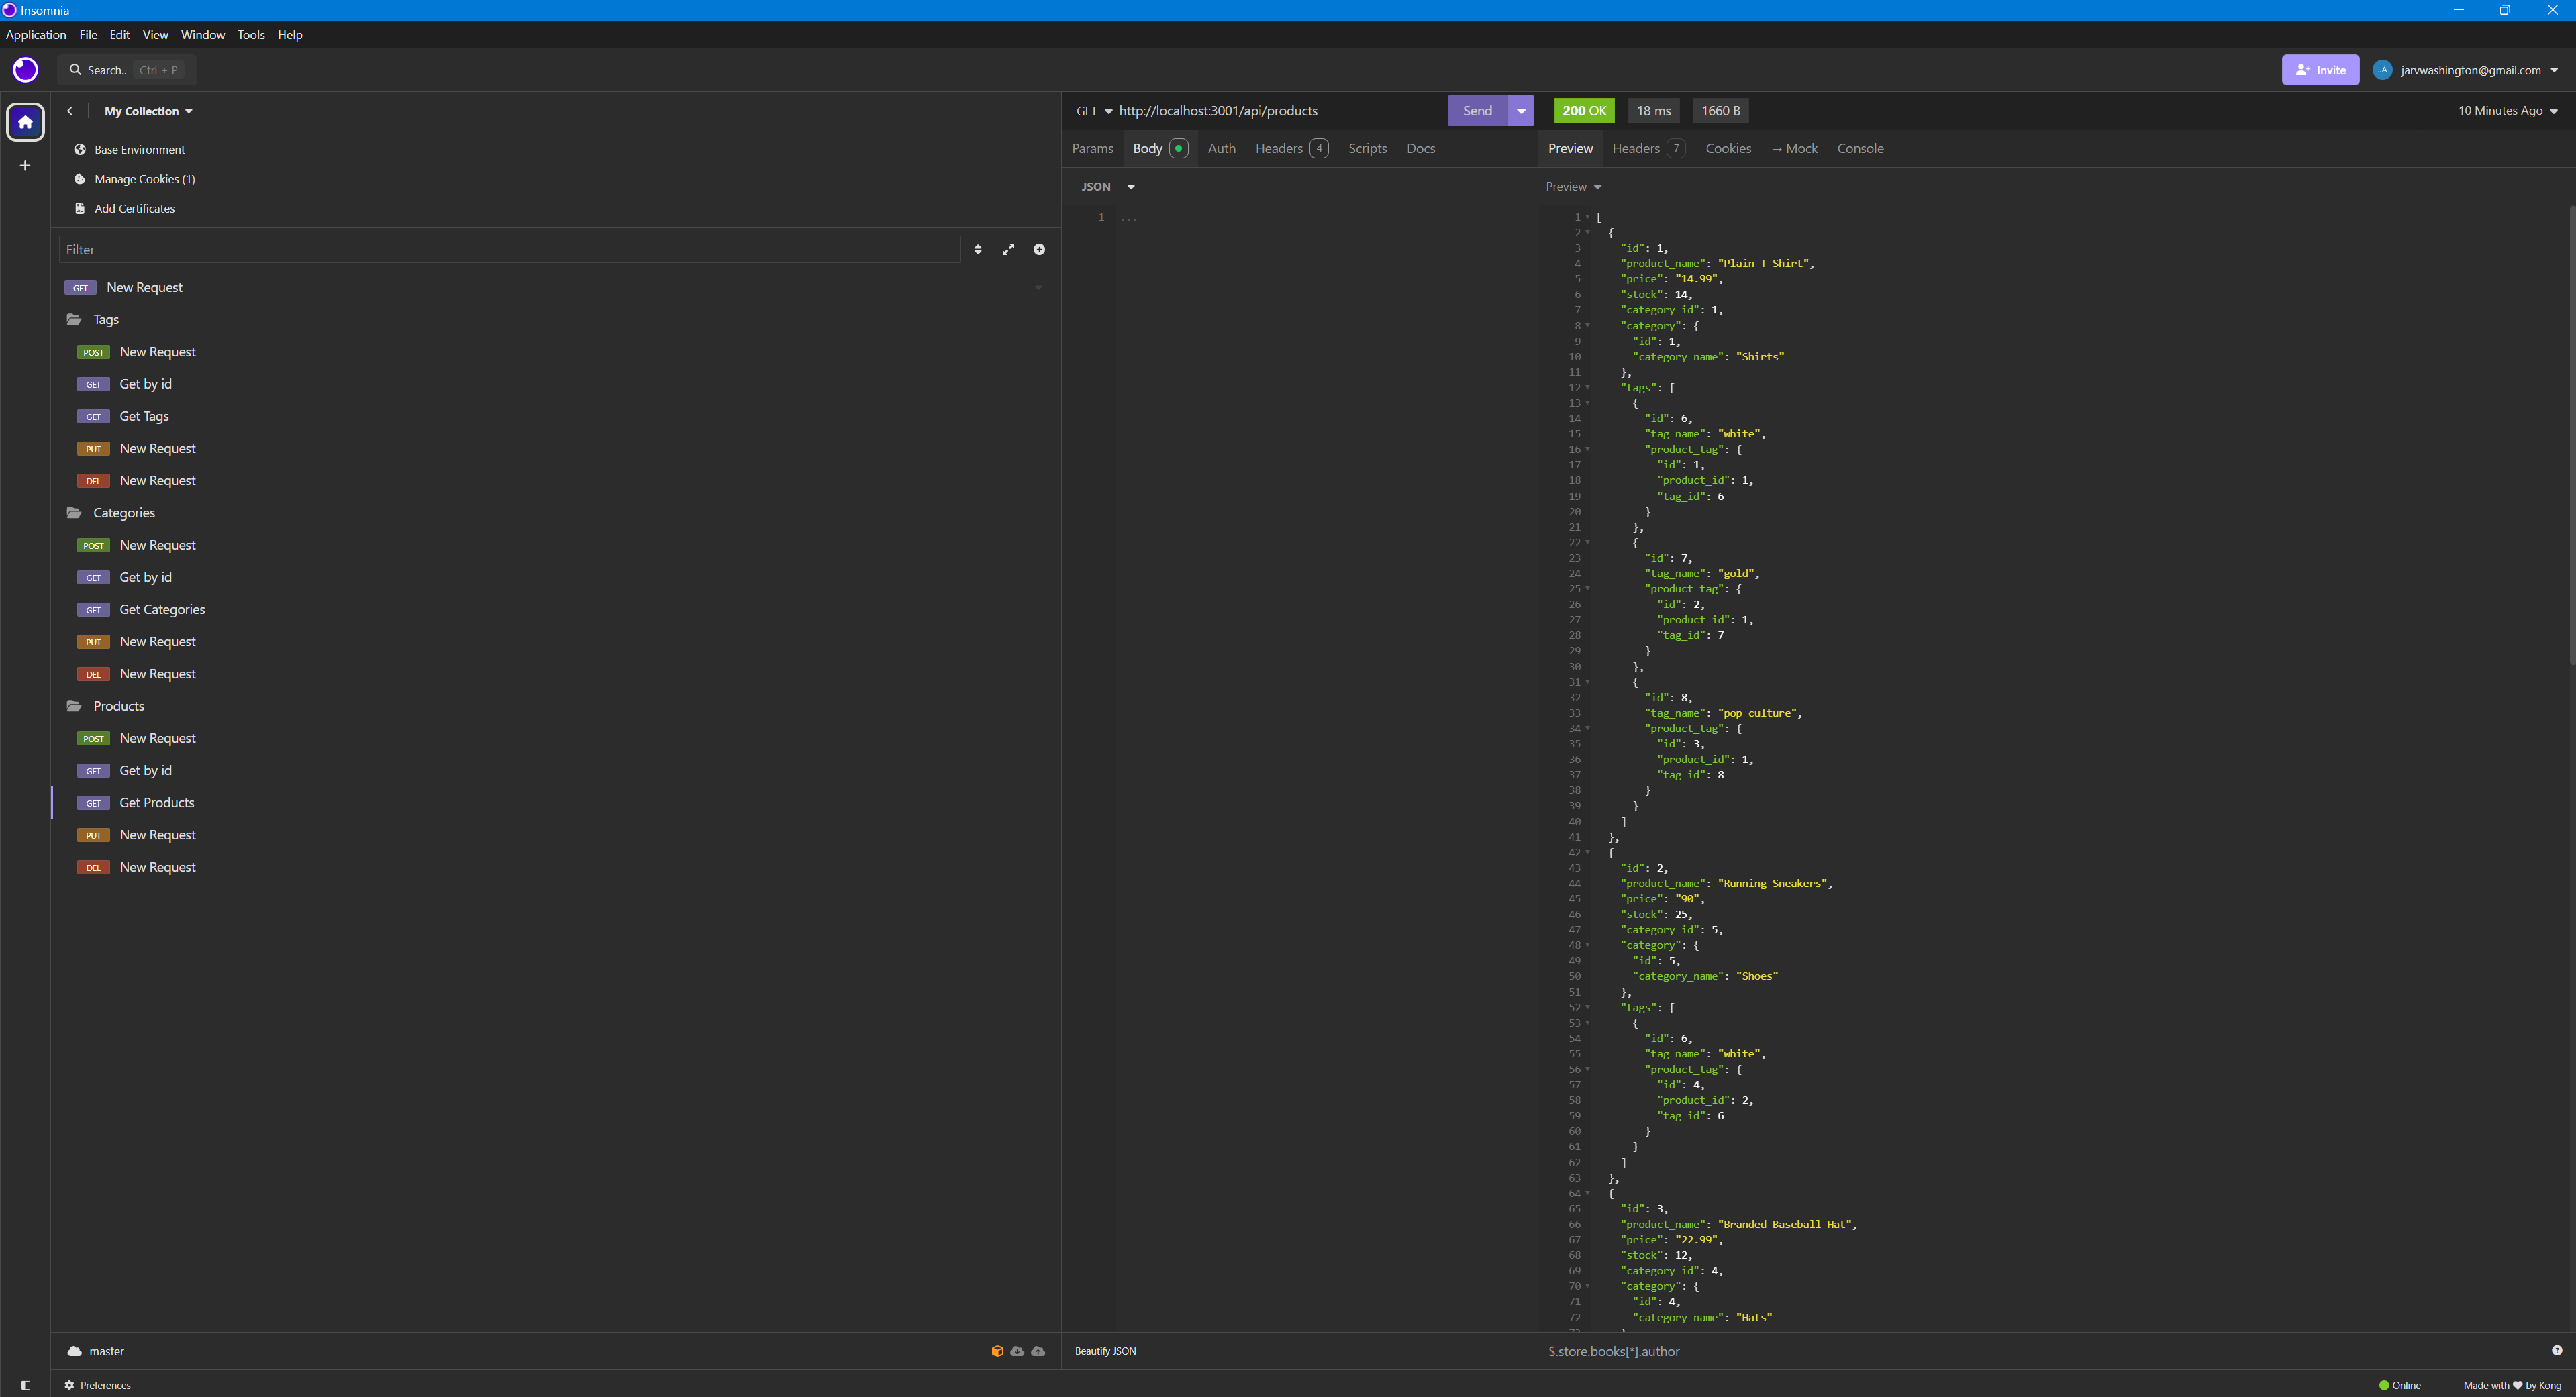 Insomnia
Application File Edit View Window Tools Help
Search.. Ctrl + P
Invite
JA jarvwashington@gmail.com
My Collection
Base Environment
Manage Cookies (1)
Add Certificates
Filter
GET New Request
Tags
POST New Request
GET Get by id
GET Get Tags
PUT New Request
DEL New Request
Categories
POST New Request
GET Get by id
GET Get Categories
PUT New Request
DEL New Request
Products
POST New Request
GET Get by id
GET Get Products
PUT New Request
DEL New Request
master
Preferences
GET http://localhost:3001/api/products Send
Params Body Auth Headers 4 Scripts Docs
JSON
1 ...
Beautify JSON
200 OK 18 ms 1660 B 10 Minutes Ago
Preview Headers 7 Cookies → Mock Console
Preview
1 [
2 {
3 "id": 1,
4 "product_name": "Plain T-Shirt",
5 "price": "14.99",
6 "stock": 14,
7 "category_id": 1,
8 "category": {
9 "id": 1,
10 "category_name": "Shirts"
11 },
12 "tags": [
13 {
14 "id": 6,
15 "tag_name": "white",
16 "product_tag": {
17 "id": 1,
18 "product_id": 1,
19 "tag_id": 6
20 }
21 },
22 {
23 "id": 7,
24 "tag_name": "gold",
25 "product_tag": {
26 "id": 2,
27 "product_id": 1,
28 "tag_id": 7
29 }
30 },
31 {
32 "id": 8,
33 "tag_name": "pop culture",
34 "product_tag": {
35 "id": 3,
36 "product_id": 1,
37 "tag_id": 8
38 }
39 }
40 ]
41 },
42 {
43 "id": 2,
44 "product_name": "Running Sneakers",
45 "price": "90",
46 "stock": 25,
47 "category_id": 5,
48 "category": {
49 "id": 5,
50 "category_name": "Shoes"
51 },
52 "tags": [
53 {
54 "id": 6,
55 "tag_name": "white",
56 "product_tag": {
57 "id": 4,
58 "product_id": 2,
59 "tag_id": 6
60 }
61 }
62 ]
63 },
64 {
65 "id": 3,
66 "product_name": "Branded Baseball Hat",
67 "price": "22.99",
68 "stock": 12,
69 "category_id": 4,
70 "category": {
71 "id": 4,
72 "category_name": "Hats"
$.store.books[*].author
Online Made with by Kong